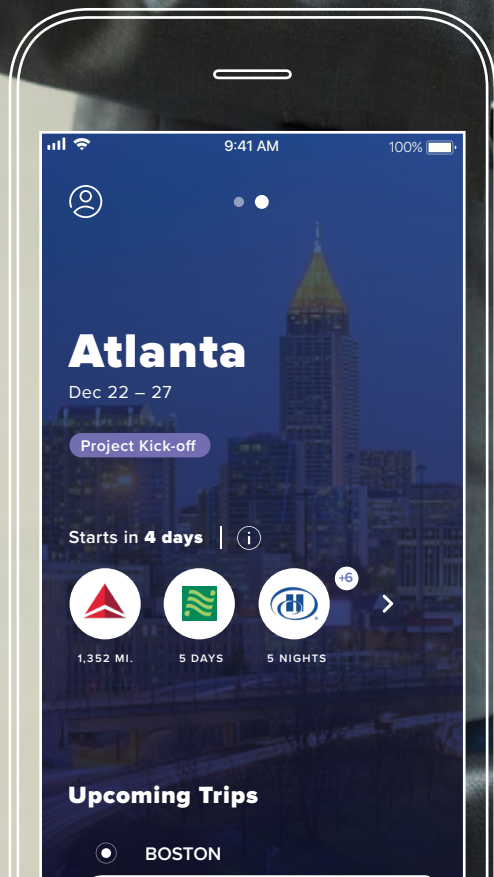 9:41 AM
100%
Atlanta
Dec 22 – 27
Project Kick-off
Starts in 4 days
i
+6
H
1,352 MI.
5 DAYS
5 NIGHTS
Upcoming Trips
BOSTON